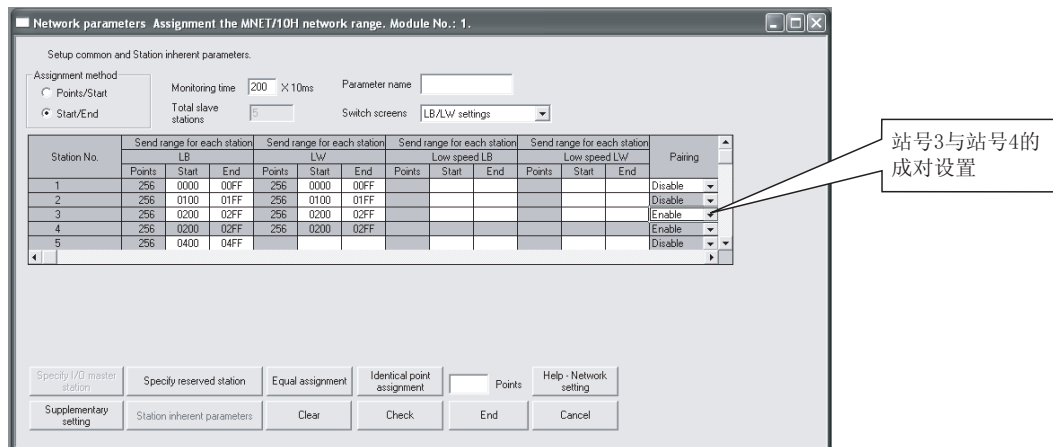 Network parameters Assignment the MNET/10H network range. Module No.: 1.
Setup common and Station inherent parameters.
Assignment method
Points/Start
Start/End
Monitoring time 200 X 10ms
Total slave stations 5
Parameter name
Switch screens LB/LW settings
Station No. Send range for each station Send range for each station Send range for each station Send range for each station Pairing
LB LW Low speed LB Low speed LW
Points Start End Points Start End Points Start End Points Start End
1 256 0000 00FF 256 0000 00FF Disable
2 256 0100 01FF 256 0100 01FF Disable
3 256 0200 02FF 256 0200 02FF Enable
4 256 0200 02FF 256 0200 02FF Enable
5 256 0400 04FF Disable
站号3与站号4的
成对设置
Specify I/O master station Specify reserved station Equal assignment Identical point assignment Points Help - Network setting
Supplementary setting Station inherent parameters Clear Check End Cancel